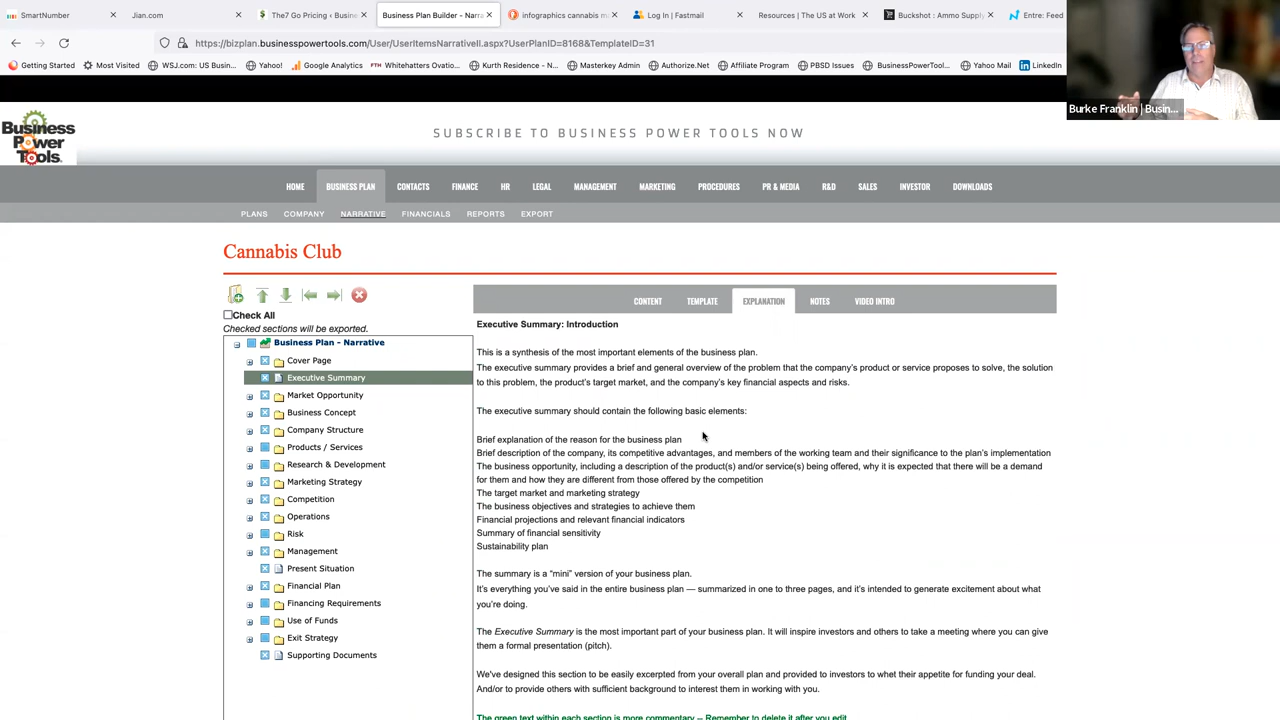 SmartNumber
Jian.com
The7 Go Pricing ‹ Busine
Business Plan Builder – Narra
infographics cannabis m
Log In | Fastmail
Resources | The US at Work
Buckshot : Ammo Supply
Entre: Feed
https://bizplan.businesspowertools.com/User/UserItemsNarrativeII.aspx?UserPlanID=8168&TemplateID=31
Getting Started
Most Visited
WSJ.com: US Busin...
Yahoo!
Google Analytics
FTN Whitehatters Ovatio...
Kurth Residence - N...
Masterkey Admin
Authorize.Net
Affiliate Program
PBSD Issues
BusinessPowerTool...
Yahoo Mail
LinkedIn
Burke Franklin | Busin...
Business
Power
Tools
SUBSCRIBE TO BUSINESS POWER TOOLS NOW
HOME BUSINESS PLAN CONTACTS FINANCE HR LEGAL MANAGEMENT MARKETING PROCEDURES PR & MEDIA R&D SALES INVESTOR DOWNLOADS
PLANS COMPANY NARRATIVE FINANCIALS REPORTS EXPORT
Cannabis Club
Check All
Checked sections will be exported.
Business Plan - Narrative
Cover Page
Executive Summary
Market Opportunity
Business Concept
Company Structure
Products / Services
Research & Development
Marketing Strategy
Competition
Operations
Risk
Management
Present Situation
Financial Plan
Financing Requirements
Use of Funds
Exit Strategy
Supporting Documents
CONTENT TEMPLATE EXPLANATION NOTES VIDEO INTRO
Executive Summary: Introduction
This is a synthesis of the most important elements of the business plan.
The executive summary provides a brief and general overview of the problem that the company's product or service proposes to solve, the solution
to this problem, the product's target market, and the company's key financial aspects and risks.
The executive summary should contain the following basic elements:
Brief explanation of the reason for the business plan
Brief description of the company, its competitive advantages, and members of the working team and their significance to the plan's implementation
The business opportunity, including a description of the product(s) and/or service(s) being offered, why it is expected that there will be a demand
for them and how they are different from those offered by the competition
The target market and marketing strategy
The business objectives and strategies to achieve them
Financial projections and relevant financial indicators
Summary of financial sensitivity
Sustainability plan
The summary is a “mini” version of your business plan.
It's everything you've said in the entire business plan — summarized in one to three pages, and it's intended to generate excitement about what
you're doing.
The Executive Summary is the most important part of your business plan. It will inspire investors and others to take a meeting where you can give
them a formal presentation (pitch).
We've designed this section to be easily excerpted from your overall plan and provided to investors to whet their appetite for funding your deal.
And/or to provide others with sufficient background to interest them in working with you.
The green text within each section is more commentary -- Remember to delete it after you edit